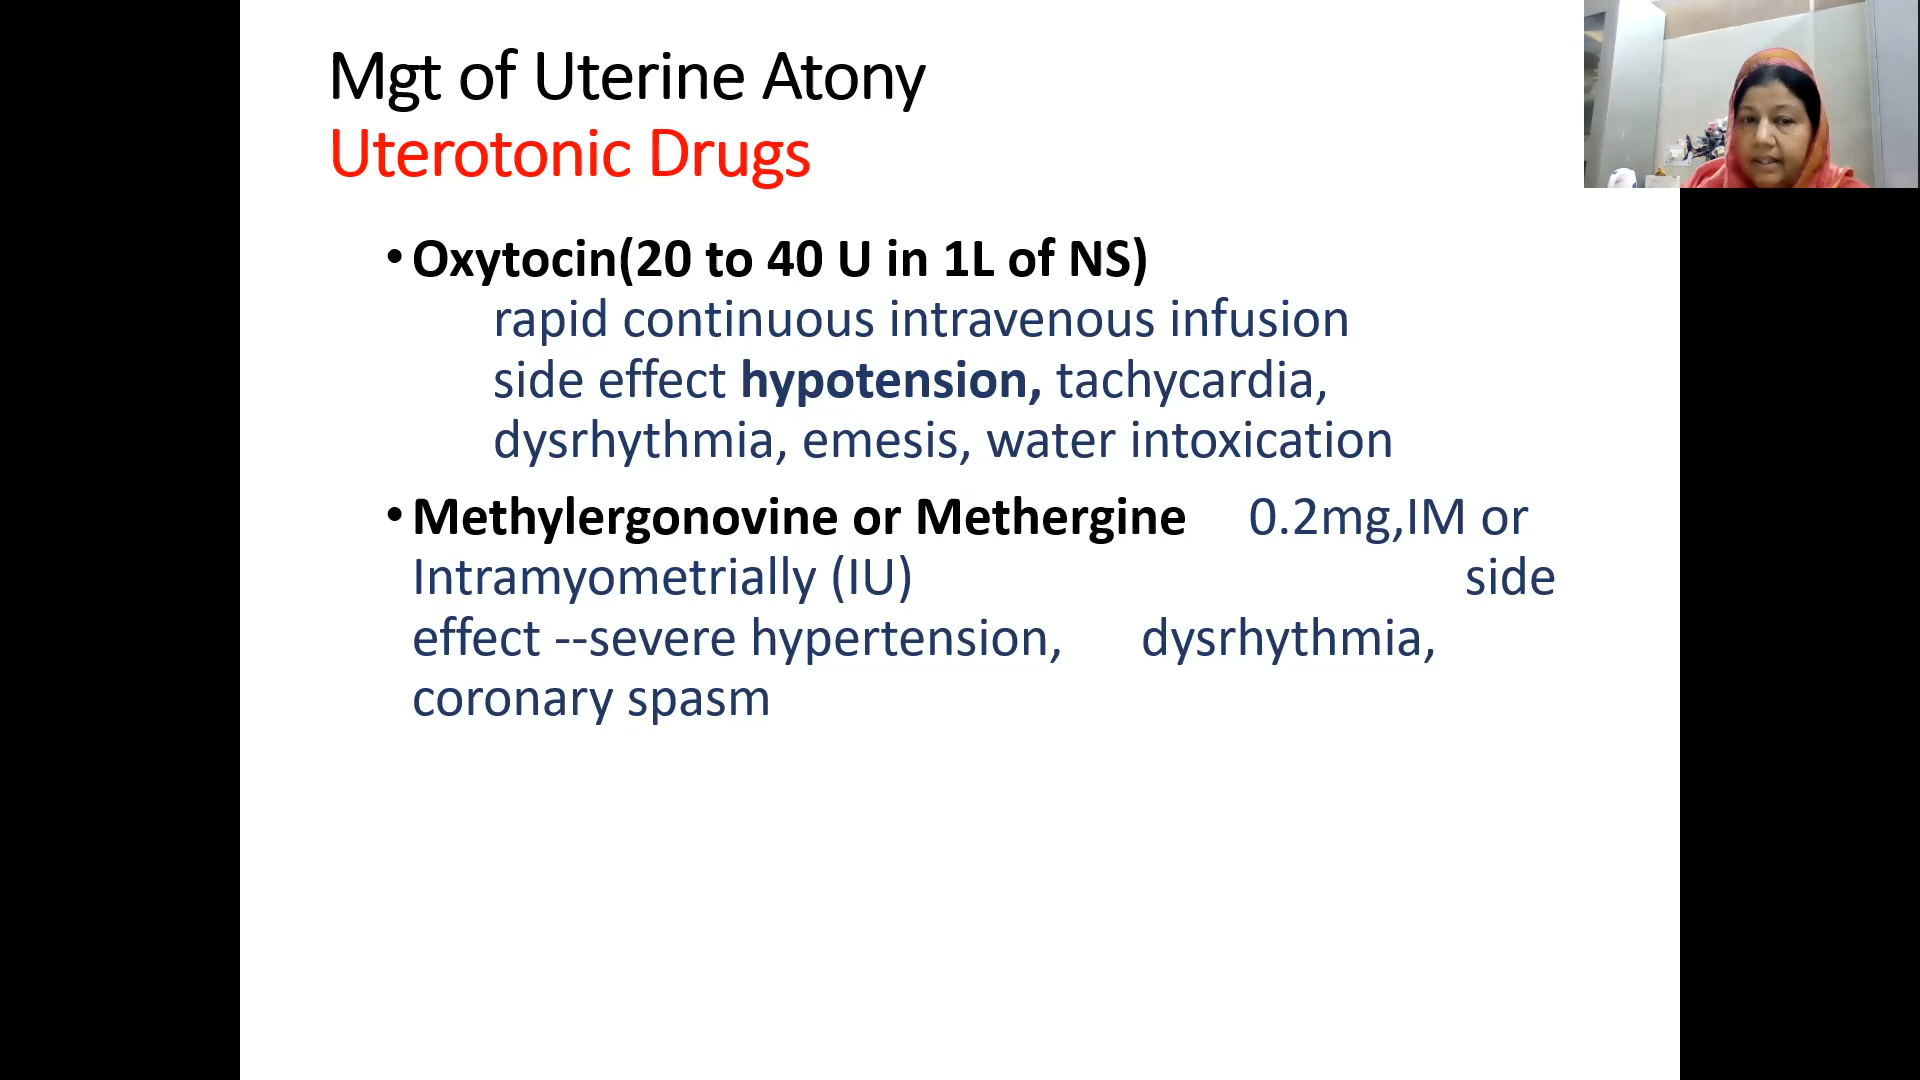 Mgt of Uterine Atony
Uterotonic Drugs
• Oxytocin(20 to 40 U in 1L of NS)
rapid continuous intravenous infusion
side effect hypotension, tachycardia,
dysrhythmia, emesis, water intoxication
• Methylergonovine or Methergine 0.2mg,IM or
Intramyometrially (IU) side
effect --severe hypertension, dysrhythmia,
coronary spasm